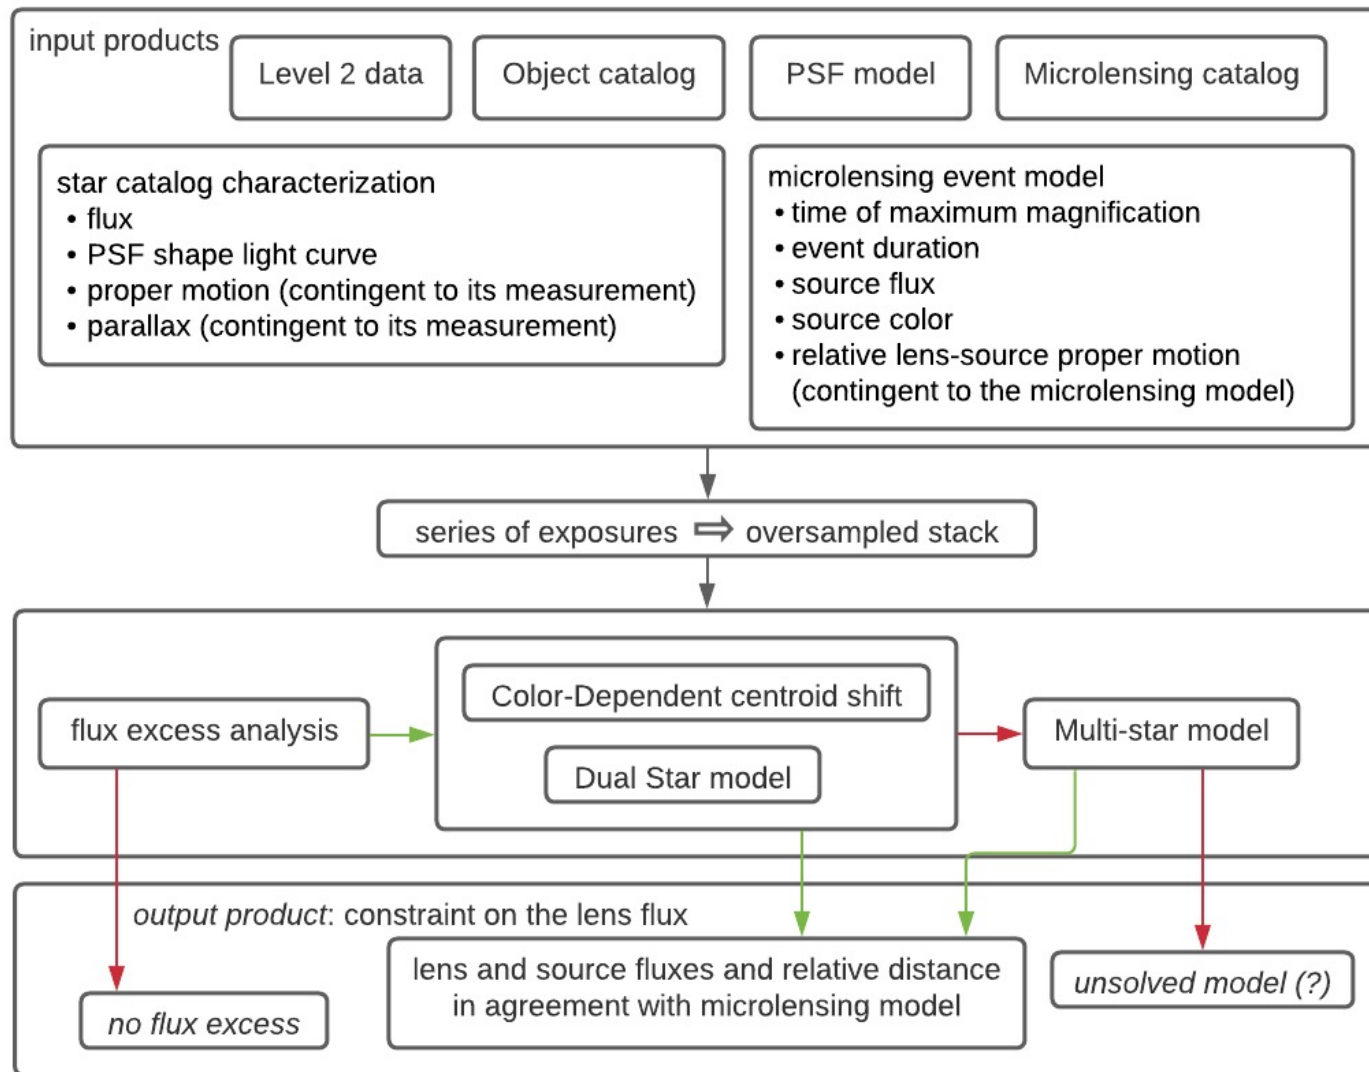 input products
Level 2 data
Object catalog
PSF model
Microlensing catalog
star catalog characterization
• flux
• PSF shape light curve
• proper motion (contingent to its measurement)
• parallax (contingent to its measurement)
microlensing event model
• time of maximum magnification
• event duration
• source flux
• source color
• relative lens-source proper motion
(contingent to the microlensing model)
series of exposures ⇨ oversampled stack
flux excess analysis
Color-Dependent centroid shift
Dual Star model
Multi-star model
output product: constraint on the lens flux
no flux excess
lens and source fluxes and relative distance
in agreement with microlensing model
unsolved model (?)